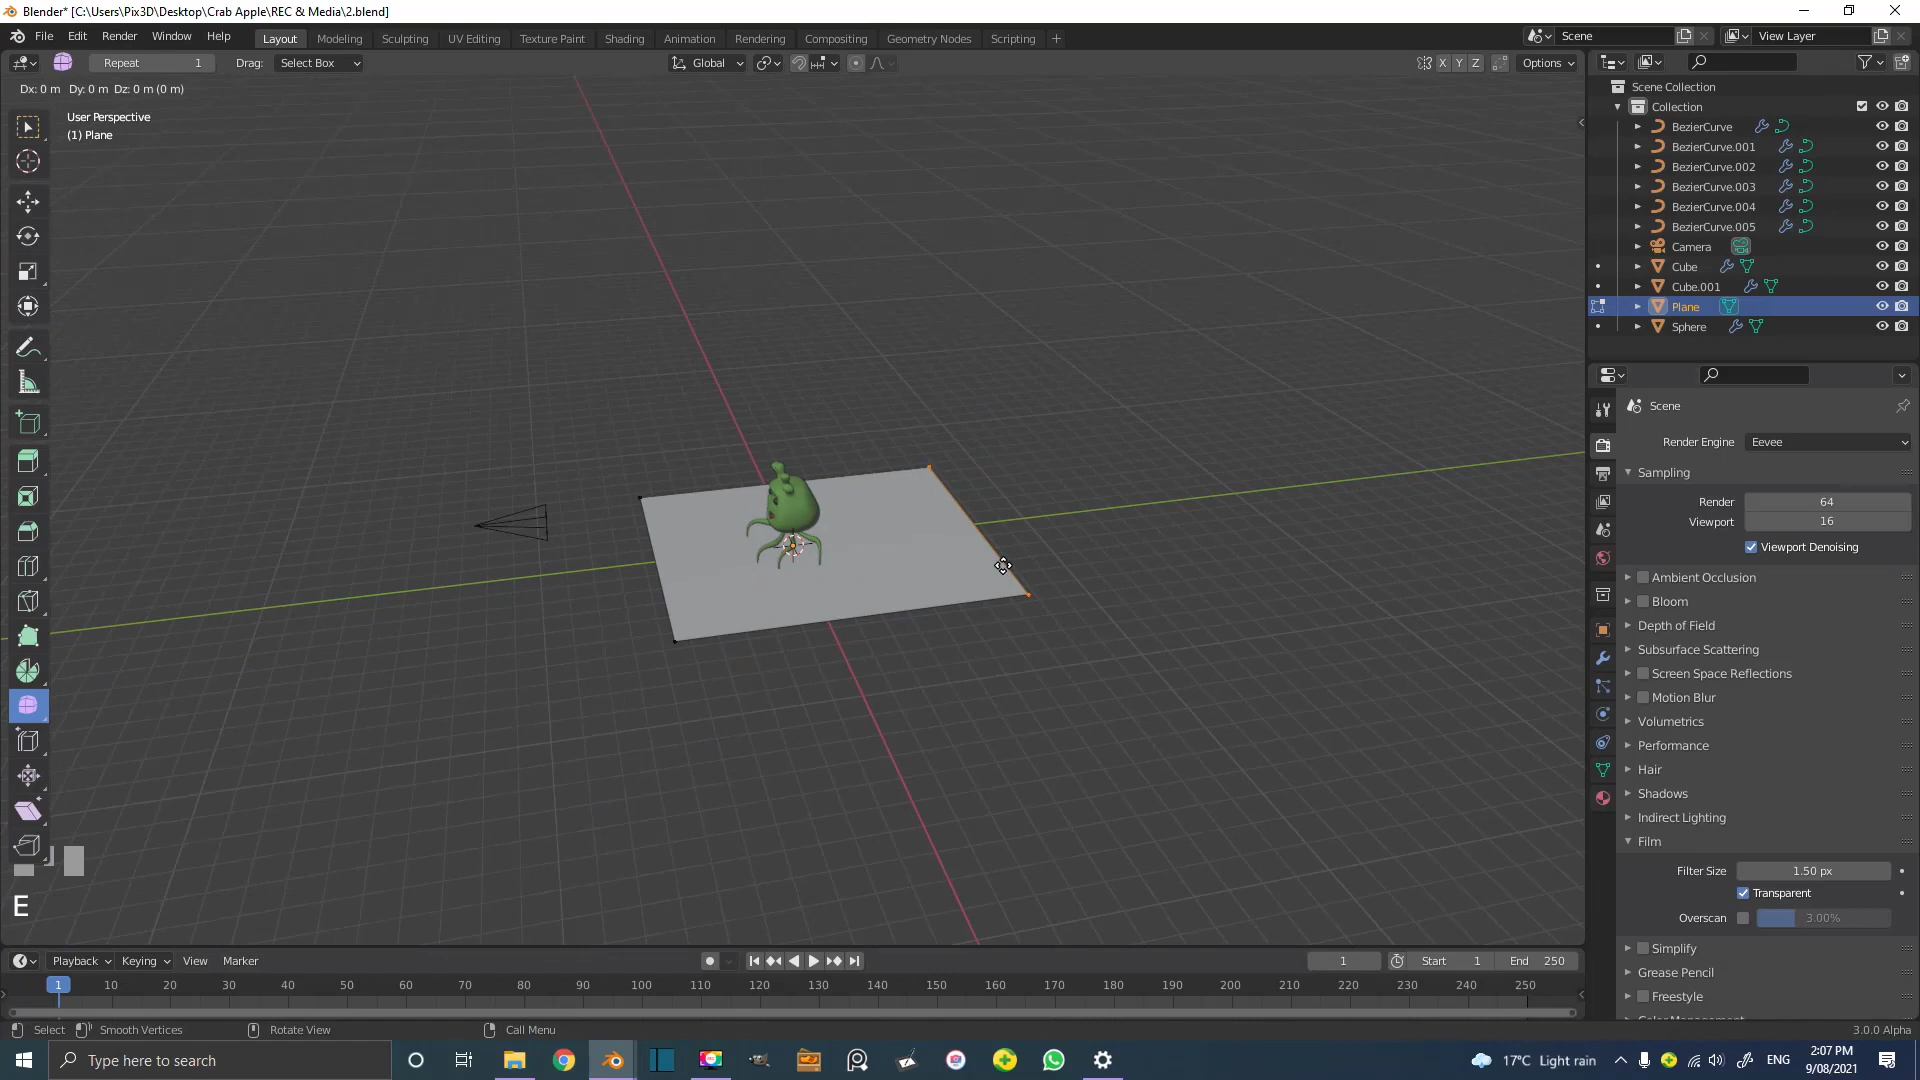 Blender* [C:\Users\Pix3D\Desktop\Crab Apple\REC & Media\2.blend]
File Edit Render Window Help
Layout Modeling Sculpting UV Editing Texture Paint Shading Animation Rendering Compositing Geometry Nodes Scripting +
Scene
View Layer
Repeat 1 Drag: Select Box
Global
X Y Z Options
Dx: 0 m Dy: 0 m Dz: 0 m (0 m)
User Perspective
(1) Plane
E
Scene Collection
Collection
BezierCurve
BezierCurve.001
BezierCurve.002
BezierCurve.003
BezierCurve.004
BezierCurve.005
Camera
Cube
Cube.001
Plane
Sphere
Scene
Render Engine Eevee
Sampling
Render 64
Viewport 16
Viewport Denoising
Ambient Occlusion
Bloom
Depth of Field
Subsurface Scattering
Screen Space Reflections
Motion Blur
Volumetrics
Performance
Hair
Shadows
Indirect Lighting
Film
Filter Size 1.50 px
Transparent
Overscan 3.00%
Simplify
Grease Pencil
Freestyle
Playback Keying View Marker
1 Start 1 End 250
1 10 20 30 40 50 60 70 80 90 100 110 120 130 140 150 160 170 180 190 200 210 220 230 240 250
Select Smooth Vertices Rotate View Call Menu
3.0.0 Alpha
Type here to search
17°C Light rain
ENG
2:07 PM
9/08/2021